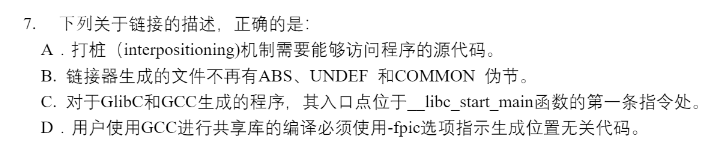 7. 下列关于链接的描述，正确的是：
A．打桩（interpositioning)机制需要能够访问程序的源代码。
B. 链接器生成的文件不再有ABS、UNDEF 和COMMON 伪节。
C. 对于GlibC和GCC生成的程序，其入口点位于__libc_start_main函数的第一条指令处。
D．用户使用GCC进行共享库的编译必须使用-fpic选项指示生成位置无关代码。